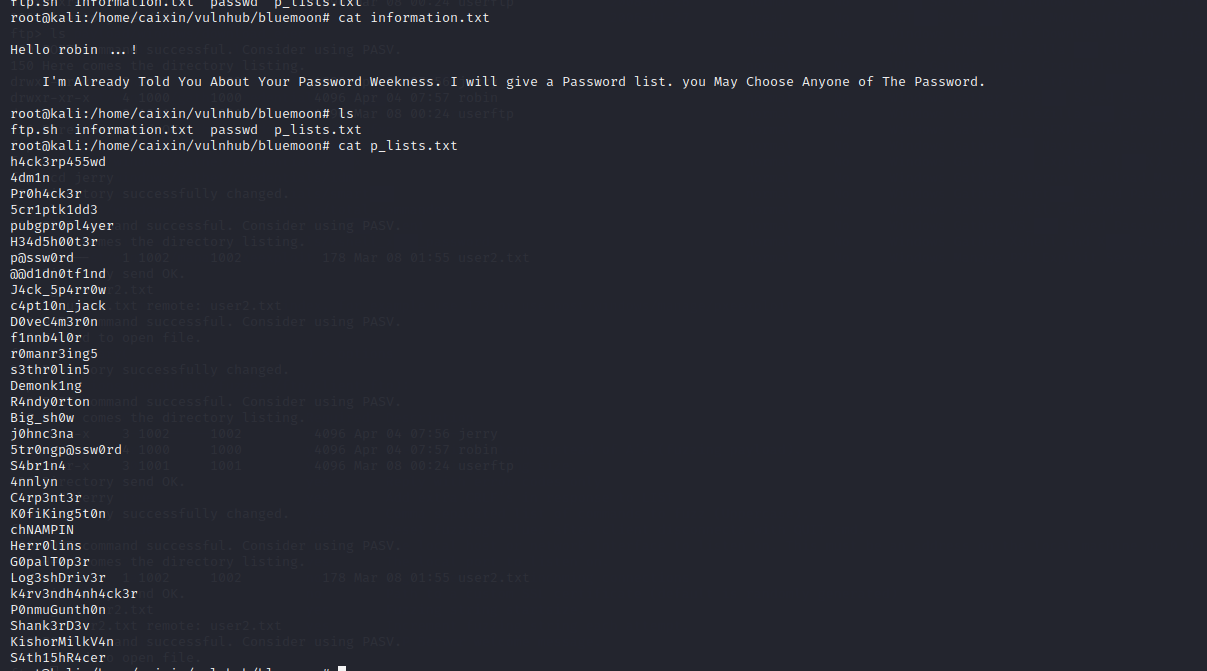 ftp.sh information.txt passwd p_lists.txt
root@kali:/home/caixin/vulnhub/bluemoon# cat information.txt
Hello robin ...!
I'm Already Told You About Your Password Weekness. I will give a Password list. you May Choose Anyone of The Password.
root@kali:/home/caixin/vulnhub/bluemoon# ls
ftp.sh information.txt passwd p_lists.txt
root@kali:/home/caixin/vulnhub/bluemoon# cat p_lists.txt
h4ck3rp455wd
4dm1n
Pr0h4ck3r
5cr1ptk1dd3
pubgpr0pl4yer
H34d5h00t3r
p@ssw0rd
@@d1dn0tf1nd
J4ck_5p4rr0w
c4pt10n_jack
D0veC4m3r0n
f1nnb4l0r
r0manr3ing5
s3thr0lin5
Demonk1ng
R4ndy0rton
Big_sh0w
j0hnc3na
5tr0ngp@ssw0rd
S4br1n4
4nnlyn
C4rp3nt3r
K0fiKing5t0n
chNAMPIN
Herr0lins
G0palT0p3r
Log3shDriv3r
k4rv3ndh4nh4ck3r
P0nmuGunth0n
Shank3rD3v
KishorMilkV4n
S4th15hR4cer